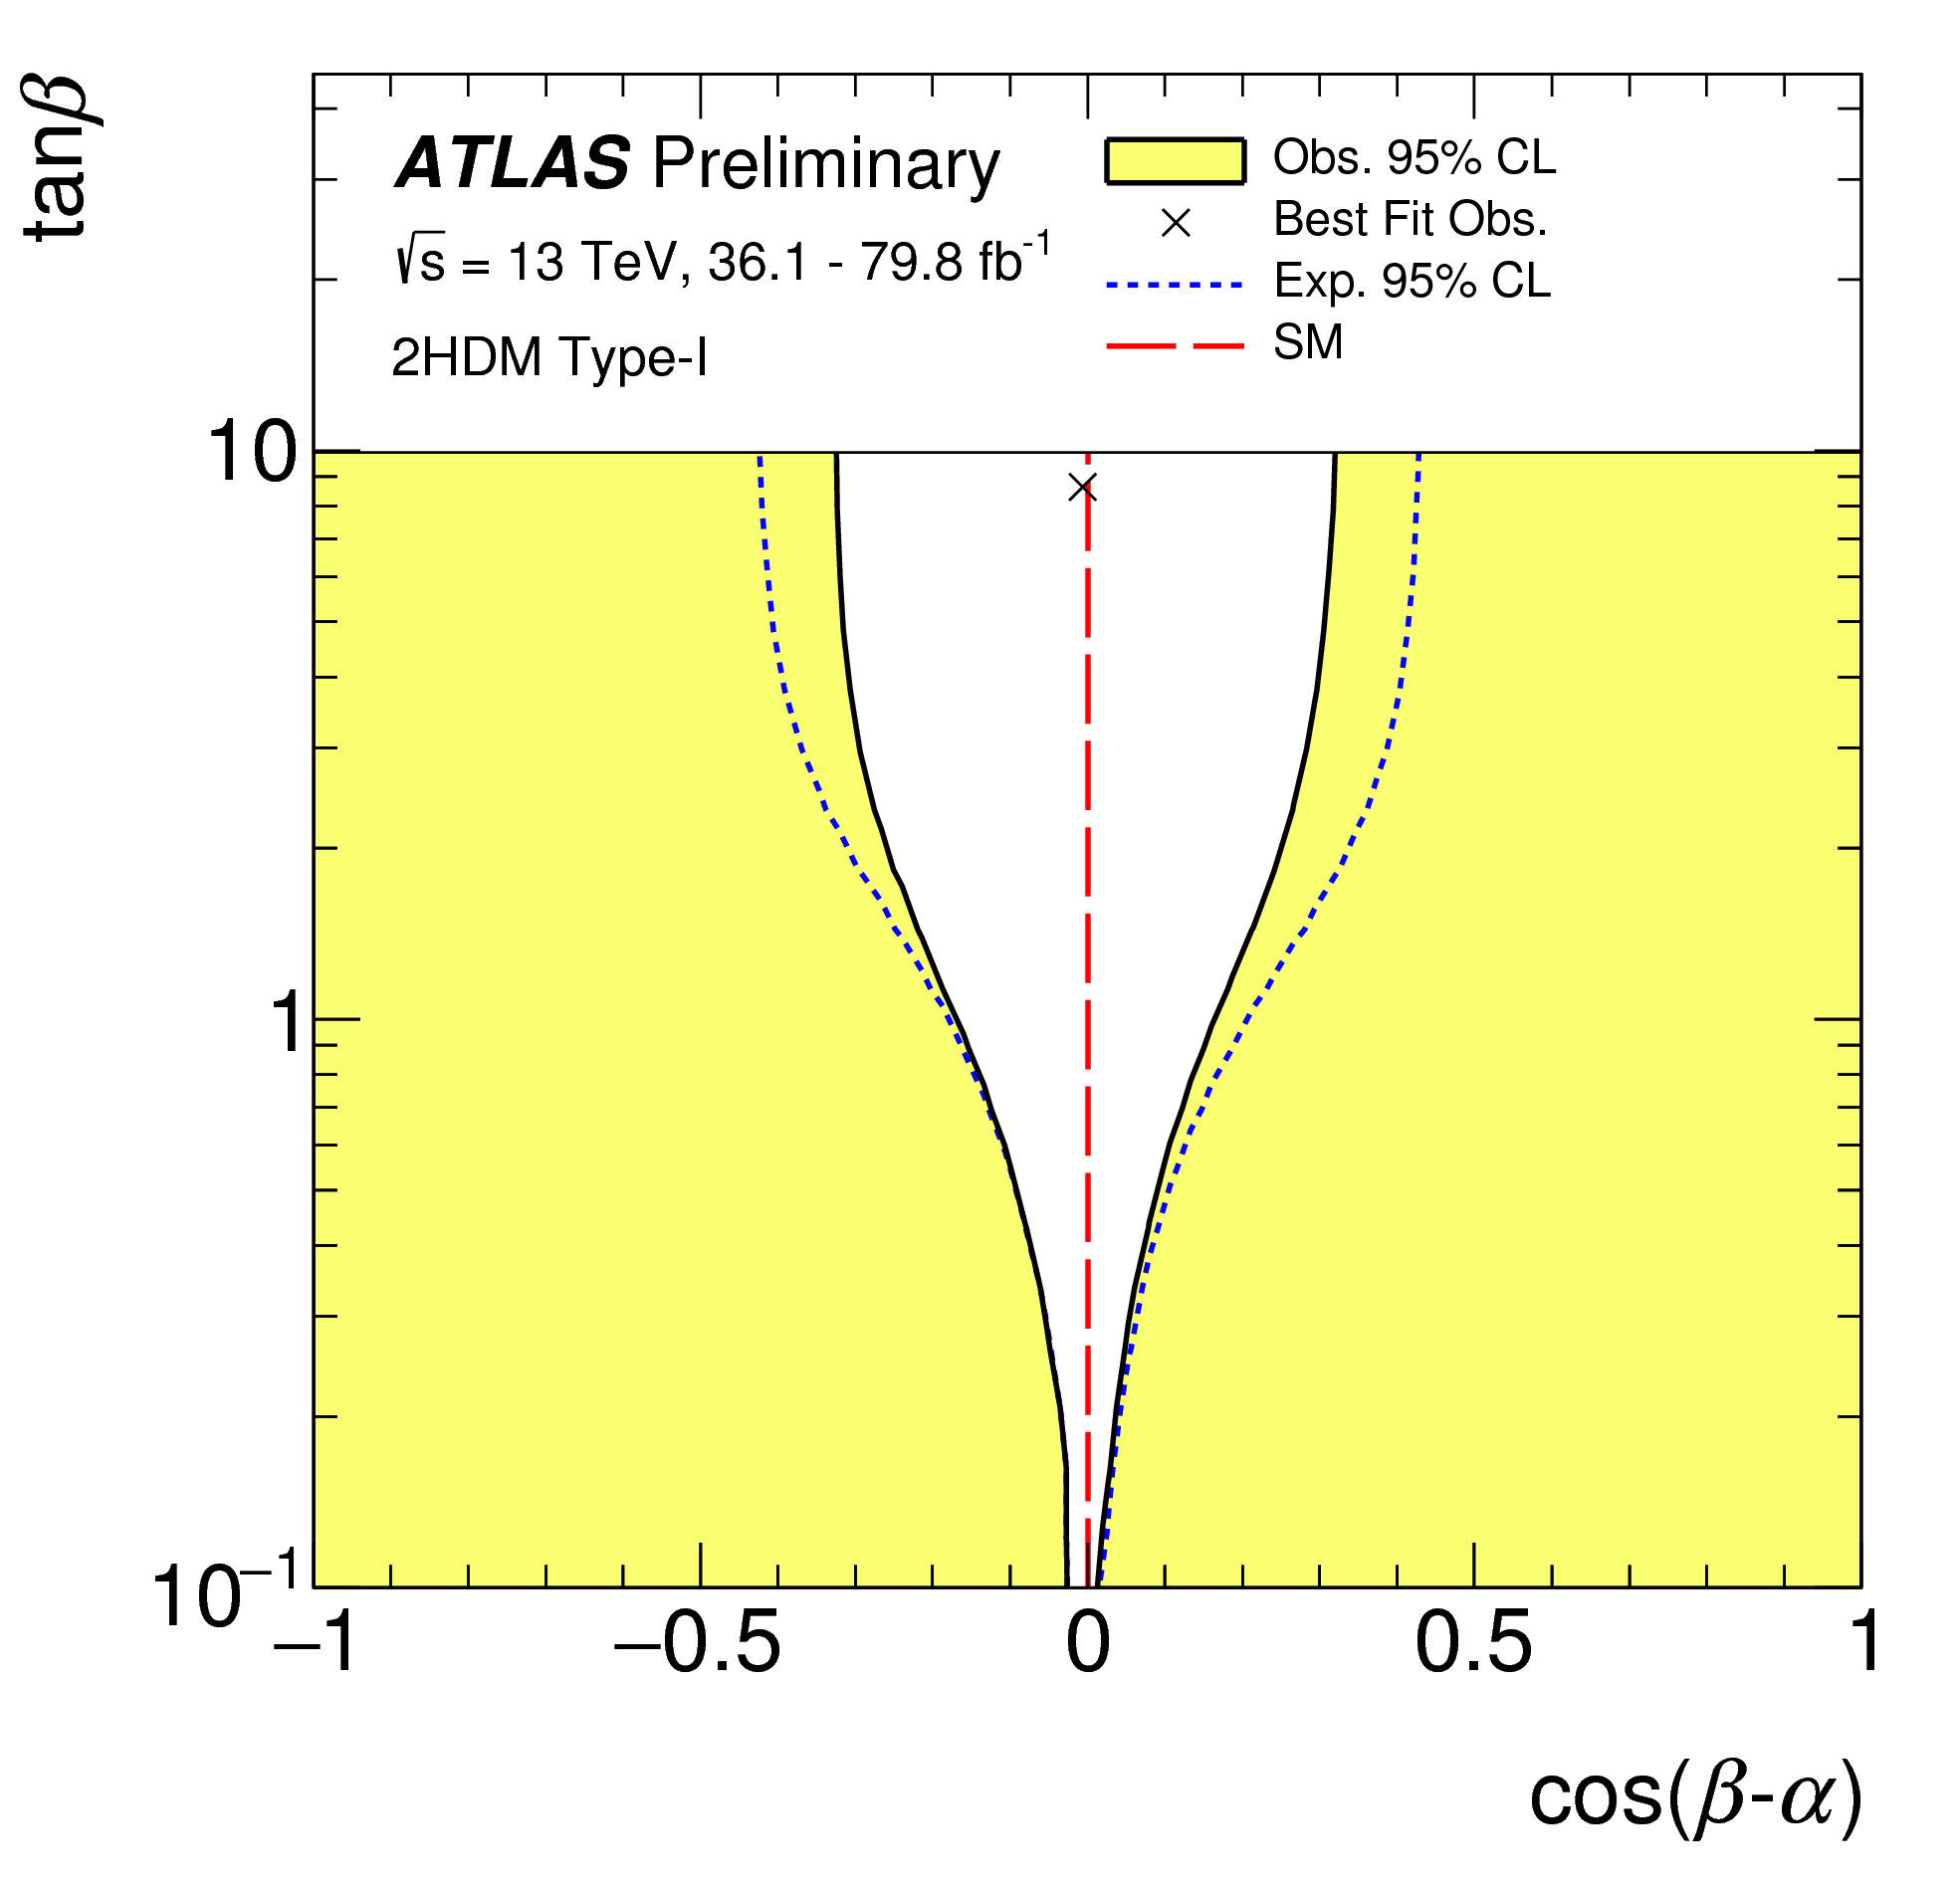 tanβ
ATLAS Preliminary
√s = 13 TeV, 36.1 - 79.8 fb⁻¹
2HDM Type-I
Obs. 95% CL
Best Fit Obs.
Exp. 95% CL
SM
10
1
10⁻¹
−1 −0.5 0 0.5 1
cos(β-α)